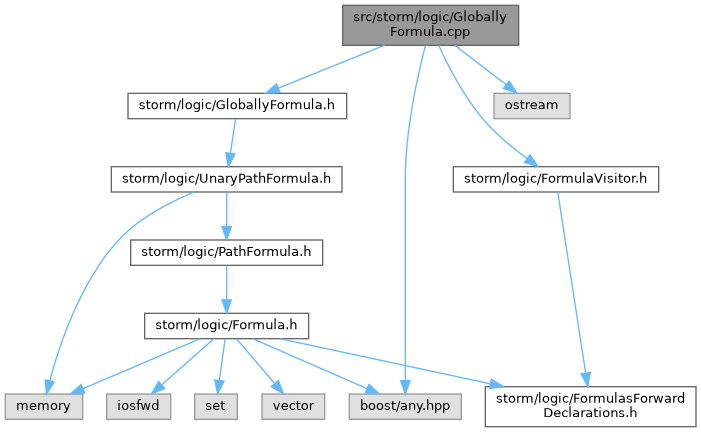 src/storm/logic/Globally
Formula.cpp
storm/logic/GloballyFormula.h
ostream
storm/logic/UnaryPathFormula.h
storm/logic/FormulaVisitor.h
storm/logic/PathFormula.h
storm/logic/Formula.h
memory
iosfwd
set
vector
boost/any.hpp
storm/logic/FormulasForward
Declarations.h